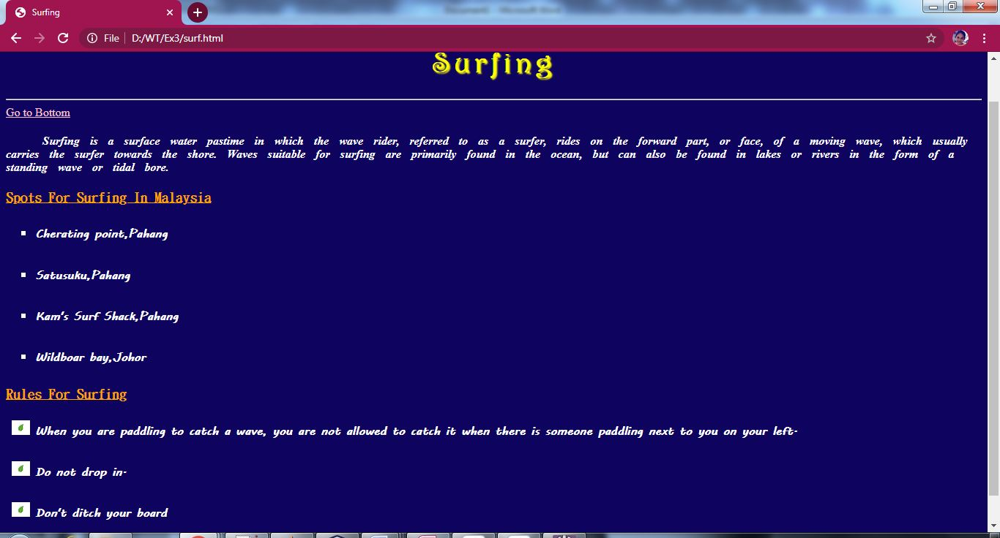 Surfing
File D:/WT/Ex3/surf.html
Surfing
Go to Bottom
Surfing is a surface water pastime in which the wave rider, referred to as a surfer, rides on the forward part, or face, of a moving wave, which usually
carries the surfer towards the shore. Waves suitable for surfing are primarily found in the ocean, but can also be found in lakes or rivers in the form of a
standing wave or tidal bore.
Spots For Surfing In Malaysia
Cherating point,Pahang
Satusuku,Pahang
Kam's Surf Shack,Pahang
Wildboar bay,Johor
Rules For Surfing
When you are paddling to catch a wave, you are not allowed to catch it when there is someone paddling next to you on your left.
Do not drop in.
Don't ditch your board